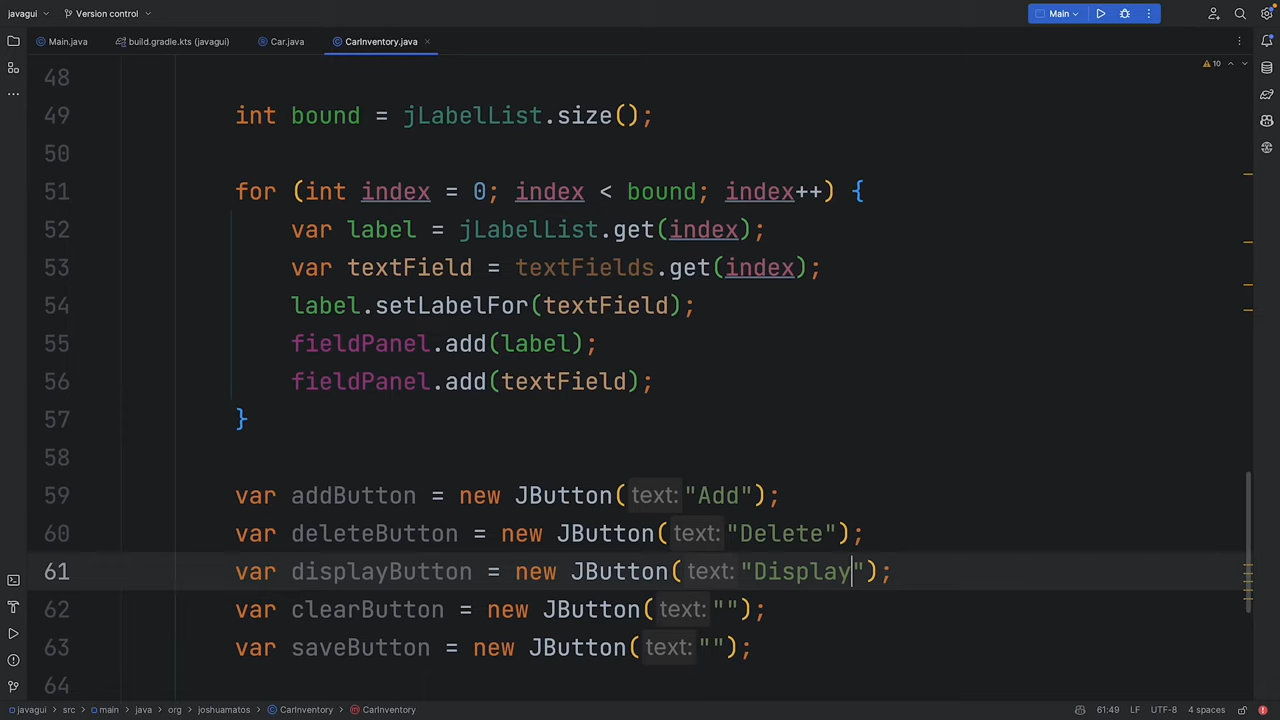 javagui Version control Main
Main.java build.gradle.kts (javagui) Car.java CarInventory.java
48
10
49 int bound = jLabelList.size();
50
51 for (int index = 0; index < bound; index++) {
52 var label = jLabelList.get(index);
53 var textField = textFields.get(index);
54 label.setLabelFor(textField);
55 fieldPanel.add(label);
56 fieldPanel.add(textField);
57 }
58
59 var addButton = new JButton( text: "Add");
60 var deleteButton = new JButton( text: "Delete");
61 var displayButton = new JButton( text: "Display");
62 var clearButton = new JButton( text: "");
63 var saveButton = new JButton( text: "");
64
javagui > src > main > java > org > joshuamatos > CarInventory > CarInventory 61:49 LF UTF-8 4 spaces